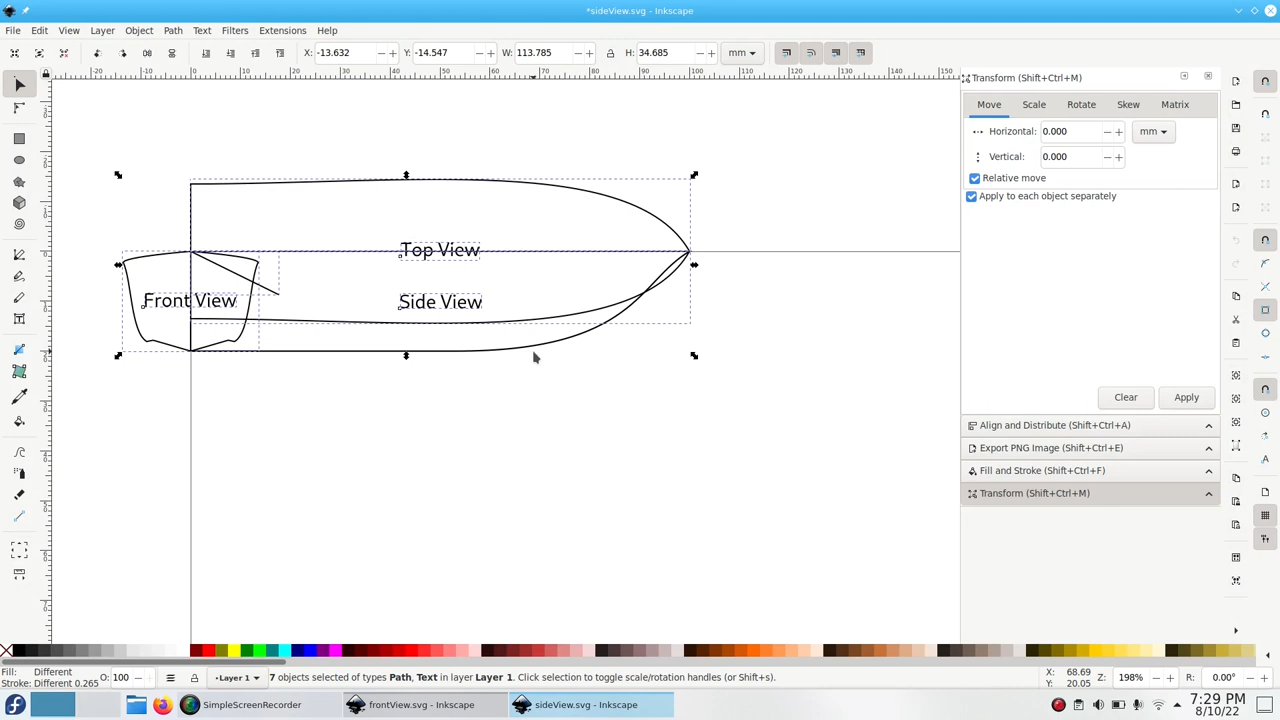 *sideView.svg - Inkscape
File Edit View Layer Object Path Text Filters Extensions Help
X: -13.632 Y: -14.547 W: 113.785 H: 34.685 mm
Transform (Shift+Ctrl+M)
Move Scale Rotate Skew Matrix
Horizontal: 0.000 mm
Vertical: 0.000
Relative move
Apply to each object separately
Top View
Front View
Side View
Clear Apply
Align and Distribute (Shift+Ctrl+A)
Export PNG Image (Shift+Ctrl+E)
Fill and Stroke (Shift+Ctrl+F)
Transform (Shift+Ctrl+M)
Fill: Different
Stroke: Different 0.265
O: 100
•Layer 1
7 objects selected of types Path, Text in layer Layer 1. Click selection to toggle scale/rotation handles (or Shift+s).
X: 68.69
Y: 20.05
Z: 198%
R: 0.00°
SimpleScreenRecorder
frontView.svg - Inkscape
sideView.svg - Inkscape
7:29 PM
8/10/22